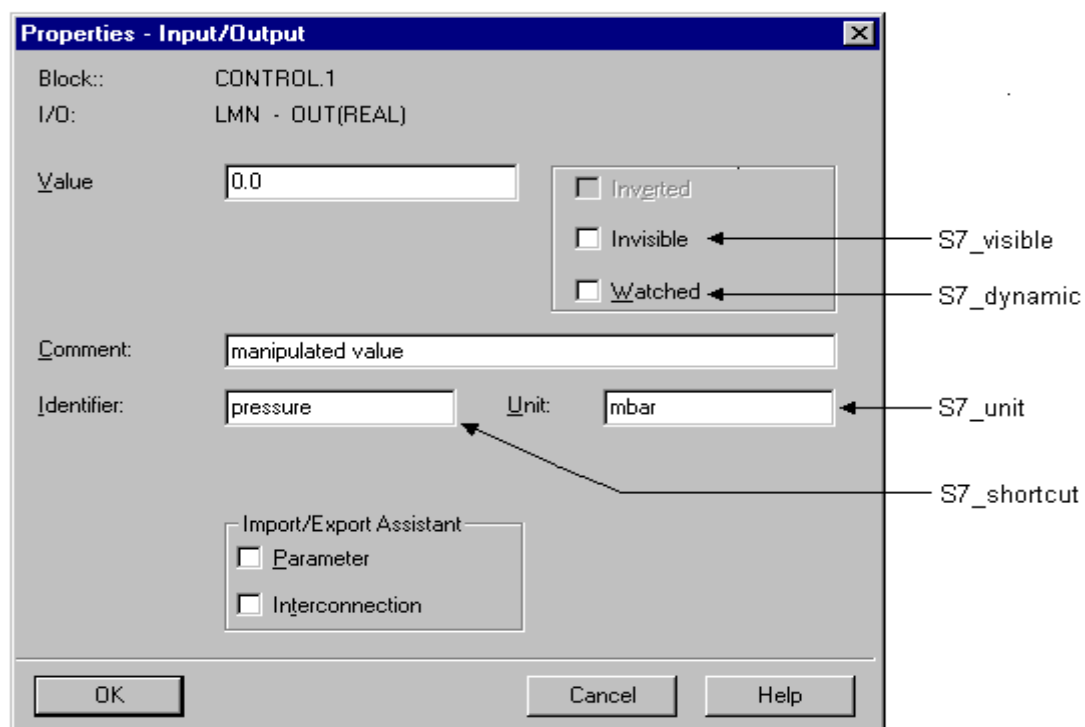 Properties - Input/Output
Block:: CONTROL.1
I/O: LMN - OUT(REAL)
Value 0.0
Inverted
Invisible S7_visible
Watched S7_dynamic
Comment: manipulated value
Identifier: pressure Unit: mbar S7_unit
S7_shortcut
Import/Export Assistant
Parameter
Interconnection
OK Cancel Help